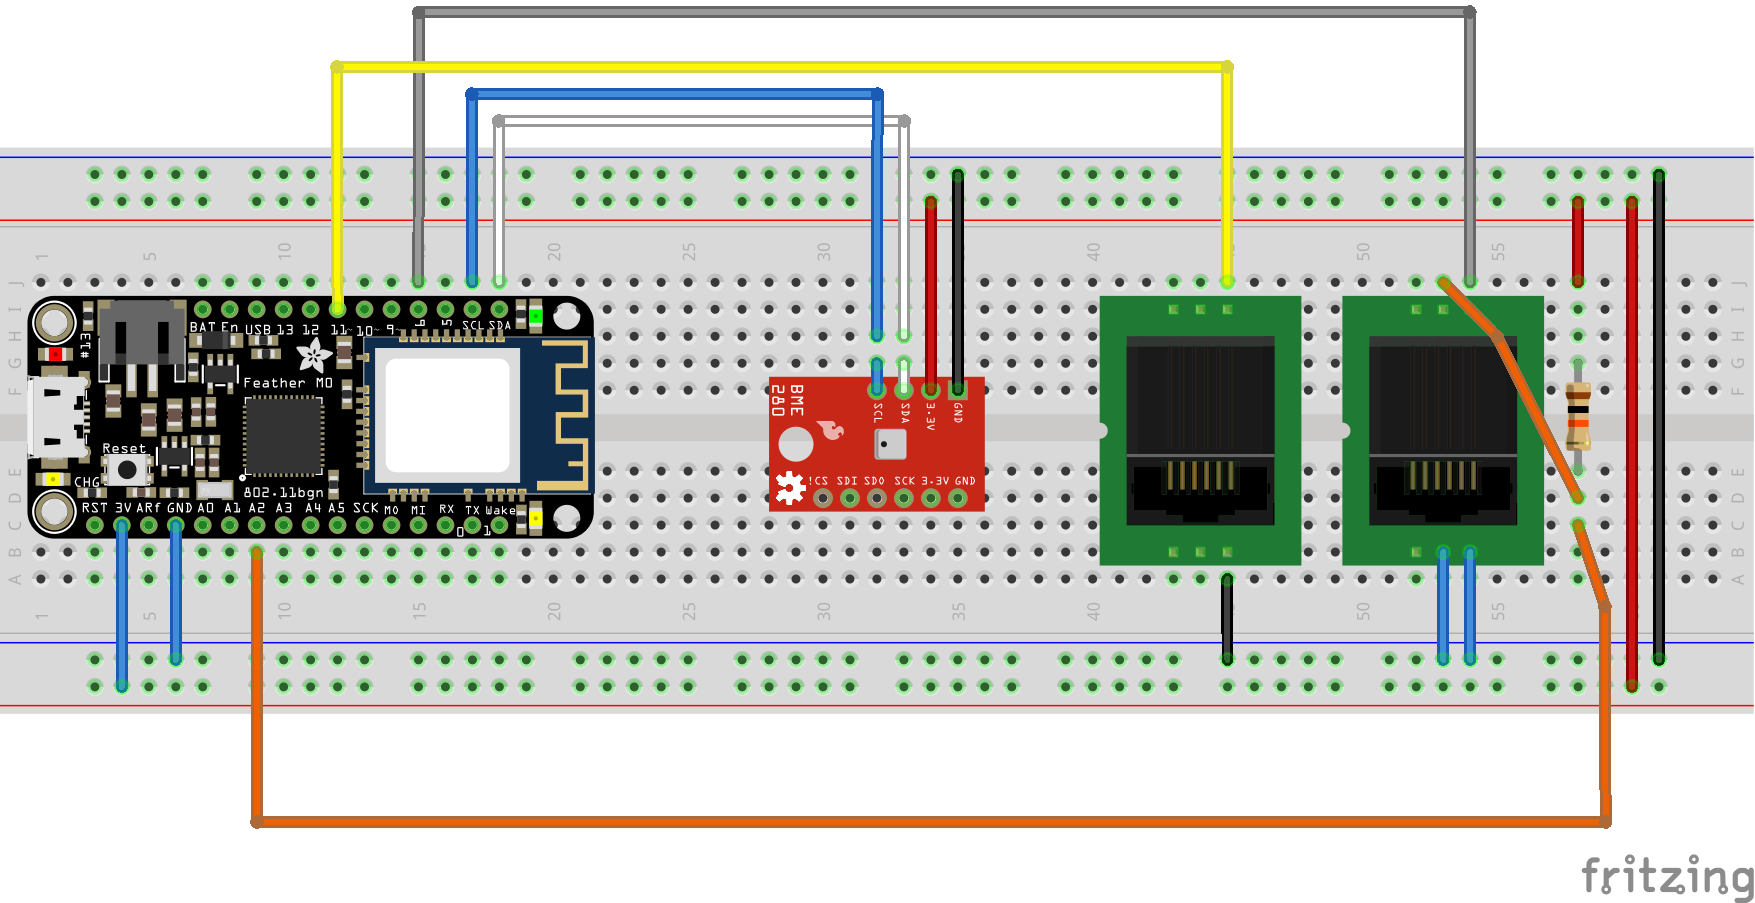 1 5 10 15 20 25 30 35 40 50 55
J J
I I
H H
G G
F F
BAT En USB 13 12 11~ 10~ 9~ 6 5 SCL SDA
#13
Feather M0
Reset
CHG
802.11bgn
RST 3V ARf GND A0 A1 A2 A3 A4 A5 SCK M0 MI RX TX Wake
0 1
BME
280
SCL SDA 3.3V GND
!CS SDI SDO SCK 3.3V GND
E E
D D
C C
B B
A A
1 5 10 15 20 25 30 35 40 50 55
fritzing